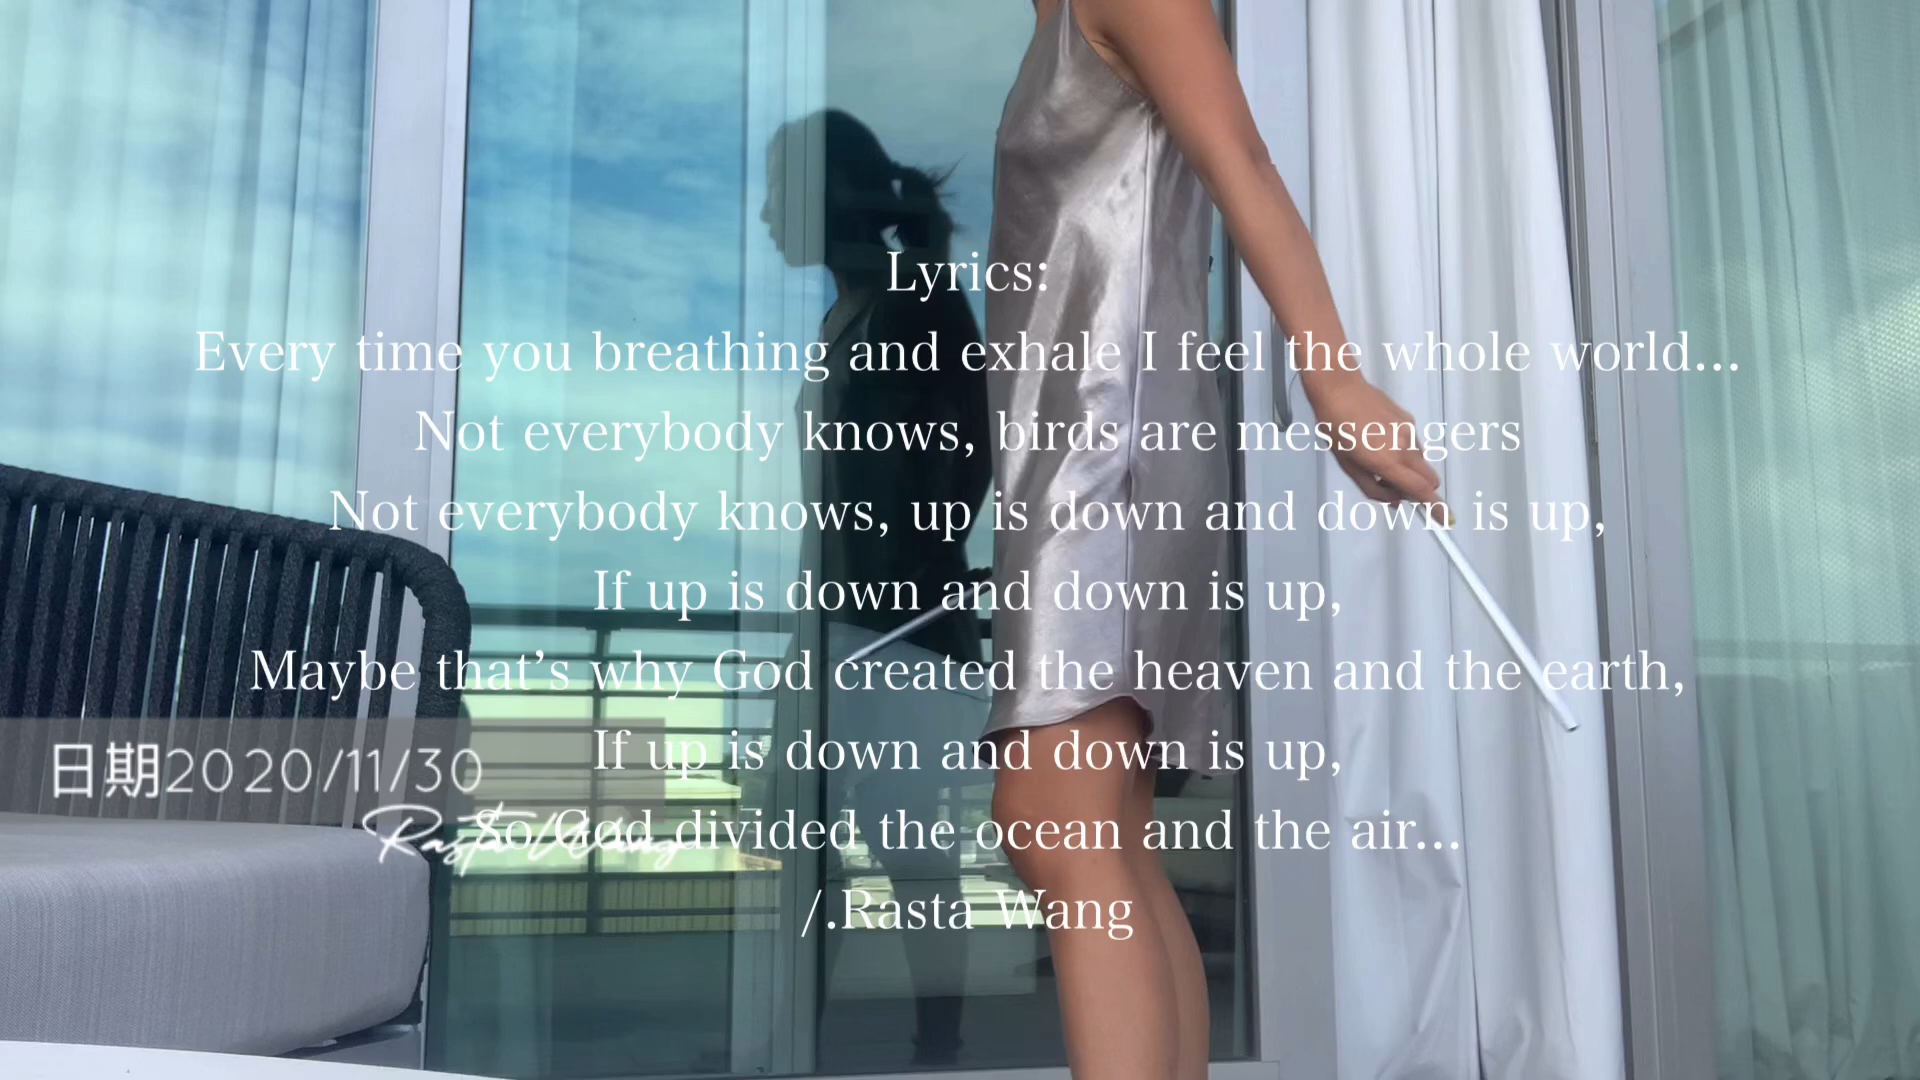 Lyrics:
Every time you breathing and exhale I feel the whole world...
Not everybody knows, birds are messengers
Not everybody knows, up is down and down is up,
If up is down and down is up,
Maybe that's why God created the heaven and the earth,
If up is down and down is up,
So God divided the ocean and the air...
/.Rasta Wang
日期2020/11/30
Rasta Wang